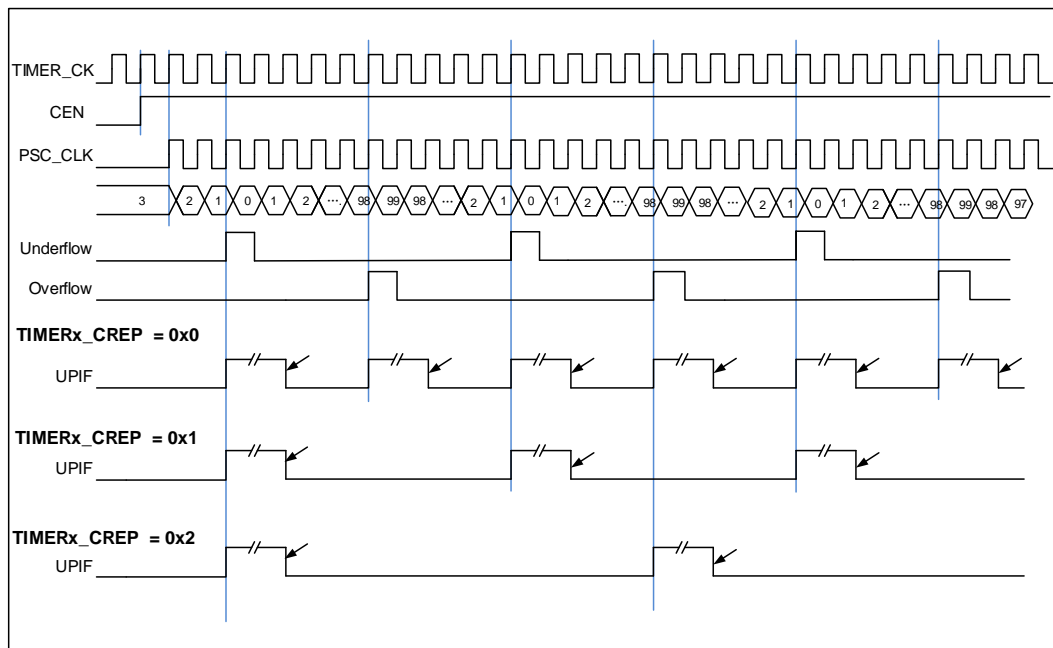 TIMER_CK
CEN
PSC_CLK
3 2 1 0 1 2 ... 98 99 98 ... 2 1 0 1 2 .... 98 99 98 ... 2 1 0 1 2 ... 98 99 98 97
Underflow
Overflow
TIMERx_CREP = 0x0
UPIF
TIMERx_CREP = 0x1
UPIF
TIMERx_CREP = 0x2
UPIF